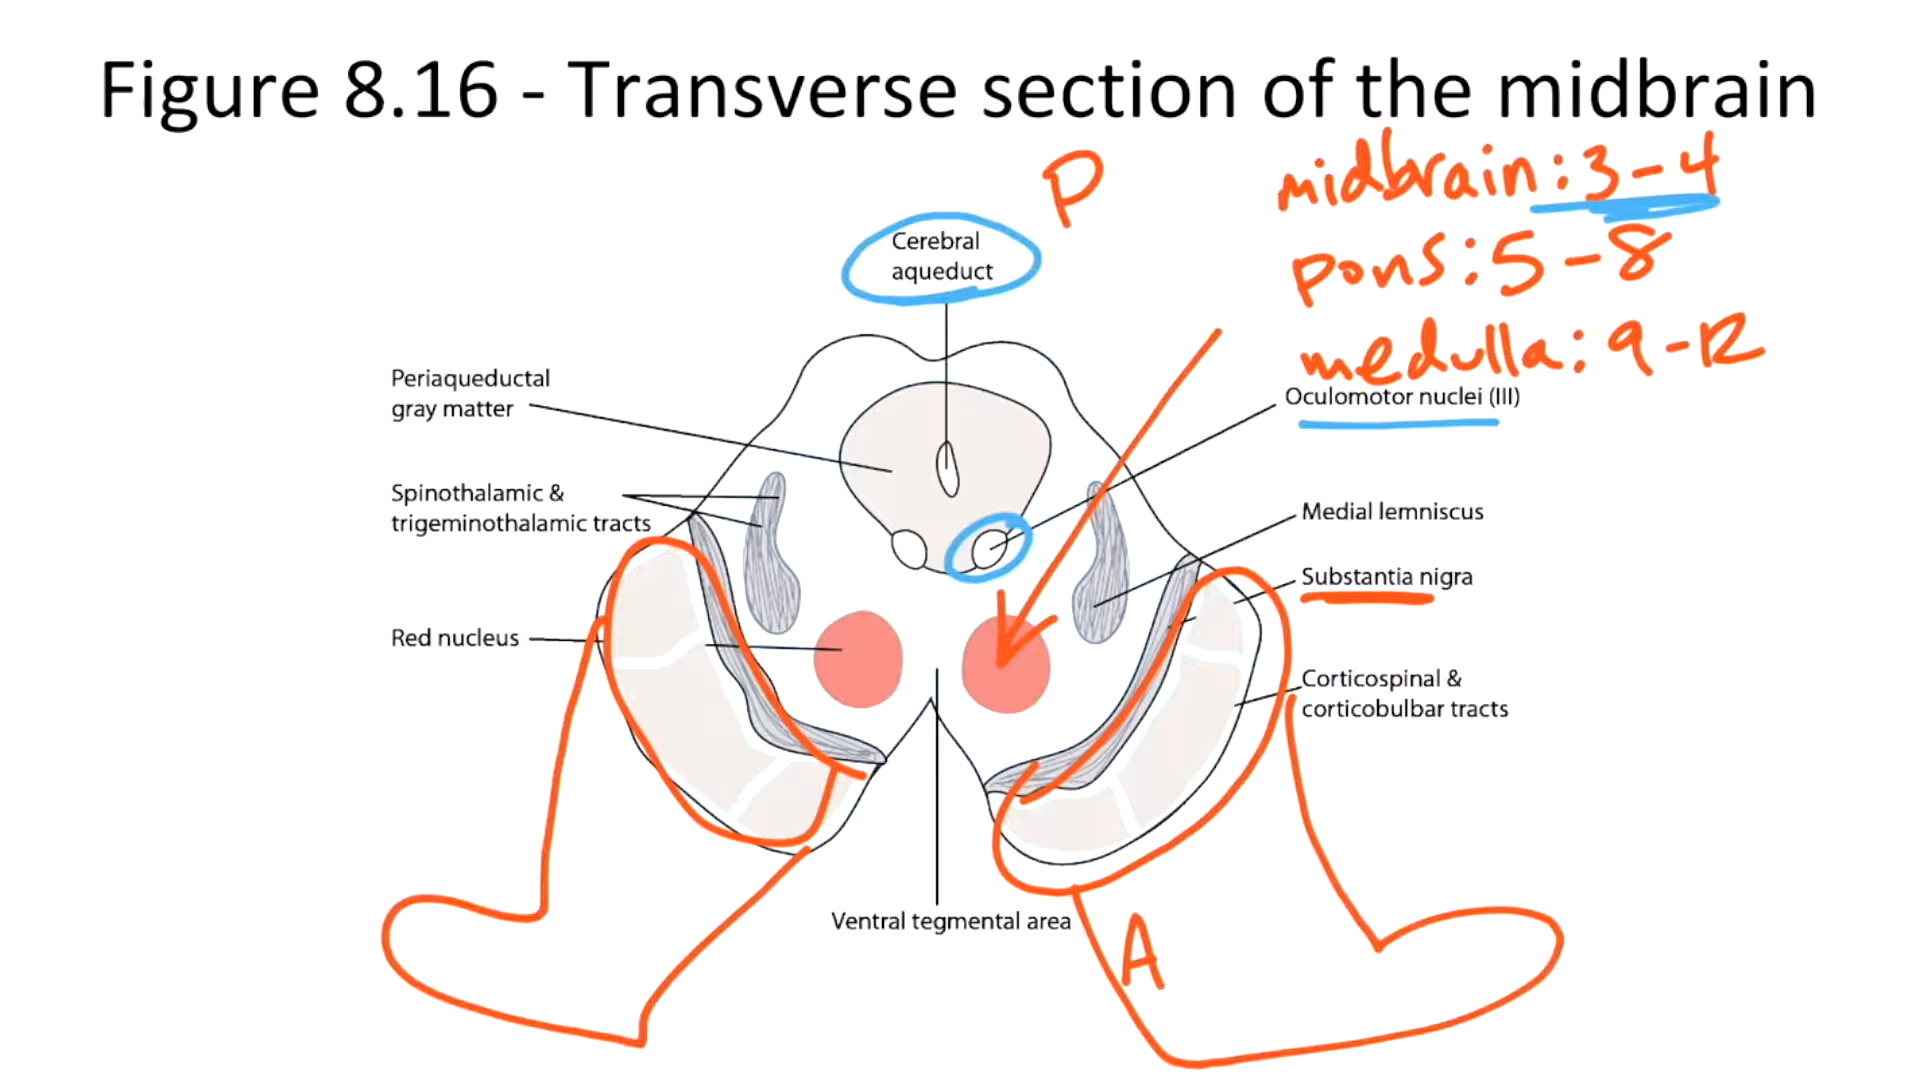 Figure 8.16 - Transverse section of the midbrain
P
midbrain: 3-4
pons: 5-8
medulla: 9-12
Cerebral
aqueduct
Periaqueductal
gray matter
Oculomotor nuclei (III)
Spinothalamic &
trigeminothalamic tracts
Medial lemniscus
Substantia nigra
Red nucleus
Corticospinal &
corticobulbar tracts
Ventral tegmental area
A